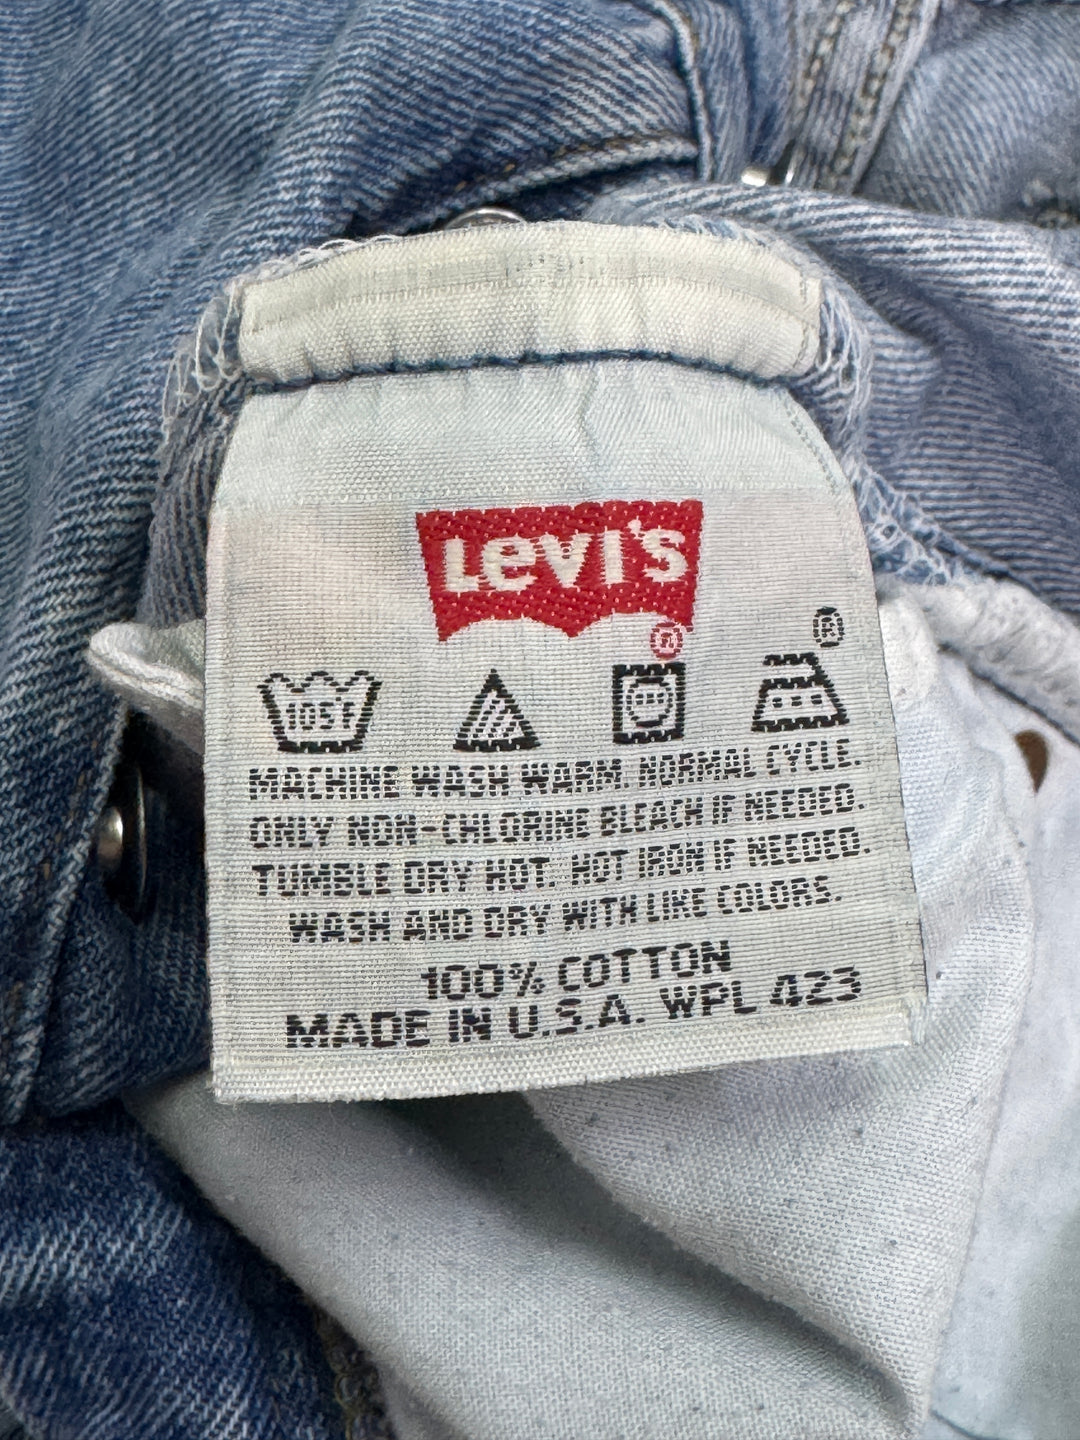 Levi's
®
®
105°F
MACHINE WASH WARM. NORMAL CYCLE.
ONLY NON-CHLORINE BLEACH IF NEEDED.
TUMBLE DRY HOT. HOT IRON IF NEEDED.
WASH AND DRY WITH LIKE COLORS.
100% COTTON
MADE IN U.S.A. WPL 423